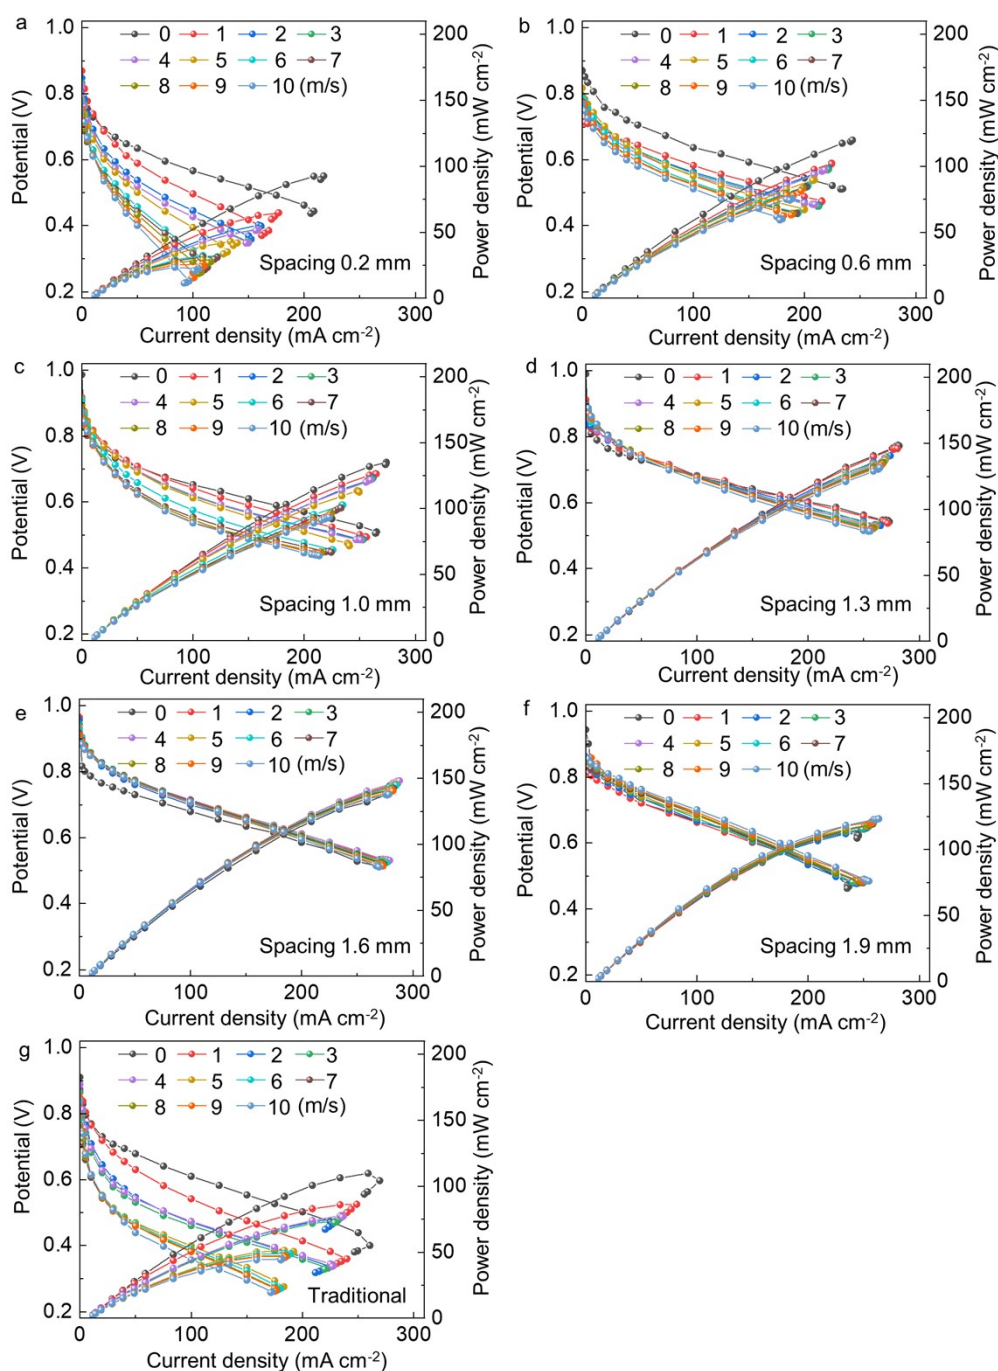 a
0 1 2 3
4 5 6 7
8 9 10 (m/s)
1.0
0.8
0.6
0.4
0.2
Potential (V)
200
150
100
50
0
Power density (mW cm-2)
Spacing 0.2 mm
0 100 200 300
Current density (mA cm-2)
b
0 1 2 3
4 5 6 7
8 9 10 (m/s)
1.0
0.8
0.6
0.4
0.2
Potential (V)
200
150
100
50
0
Power density (mW cm-2)
Spacing 0.6 mm
0 100 200 300
Current density (mA cm-2)
c
0 1 2 3
4 5 6 7
8 9 10 (m/s)
1.0
0.8
0.6
0.4
0.2
Potential (V)
200
150
100
50
0
Power density (mW cm-2)
Spacing 1.0 mm
0 100 200 300
Current density (mA cm-2)
d
0 1 2 3
4 5 6 7
8 9 10 (m/s)
1.0
0.8
0.6
0.4
0.2
Potential (V)
200
150
100
50
0
Power density (mW cm-2)
Spacing 1.3 mm
0 100 200 300
Current density (mA cm-2)
e
0 1 2 3
4 5 6 7
8 9 10 (m/s)
1.0
0.8
0.6
0.4
0.2
Potential (V)
200
150
100
50
0
Power density (mW cm-2)
Spacing 1.6 mm
0 100 200 300
Current density (mA cm-2)
f
0 1 2 3
4 5 6 7
8 9 10 (m/s)
1.0
0.8
0.6
0.4
0.2
Potential (V)
200
150
100
50
0
Power density (mW cm-2)
Spacing 1.9 mm
0 100 200 300
Current density (mA cm-2)
g
0 1 2 3
4 5 6 7
8 9 10 (m/s)
1.0
0.8
0.6
0.4
0.2
Potential (V)
200
150
100
50
0
Power density (mW cm-2)
Traditional
0 100 200 300
Current density (mA cm-2)